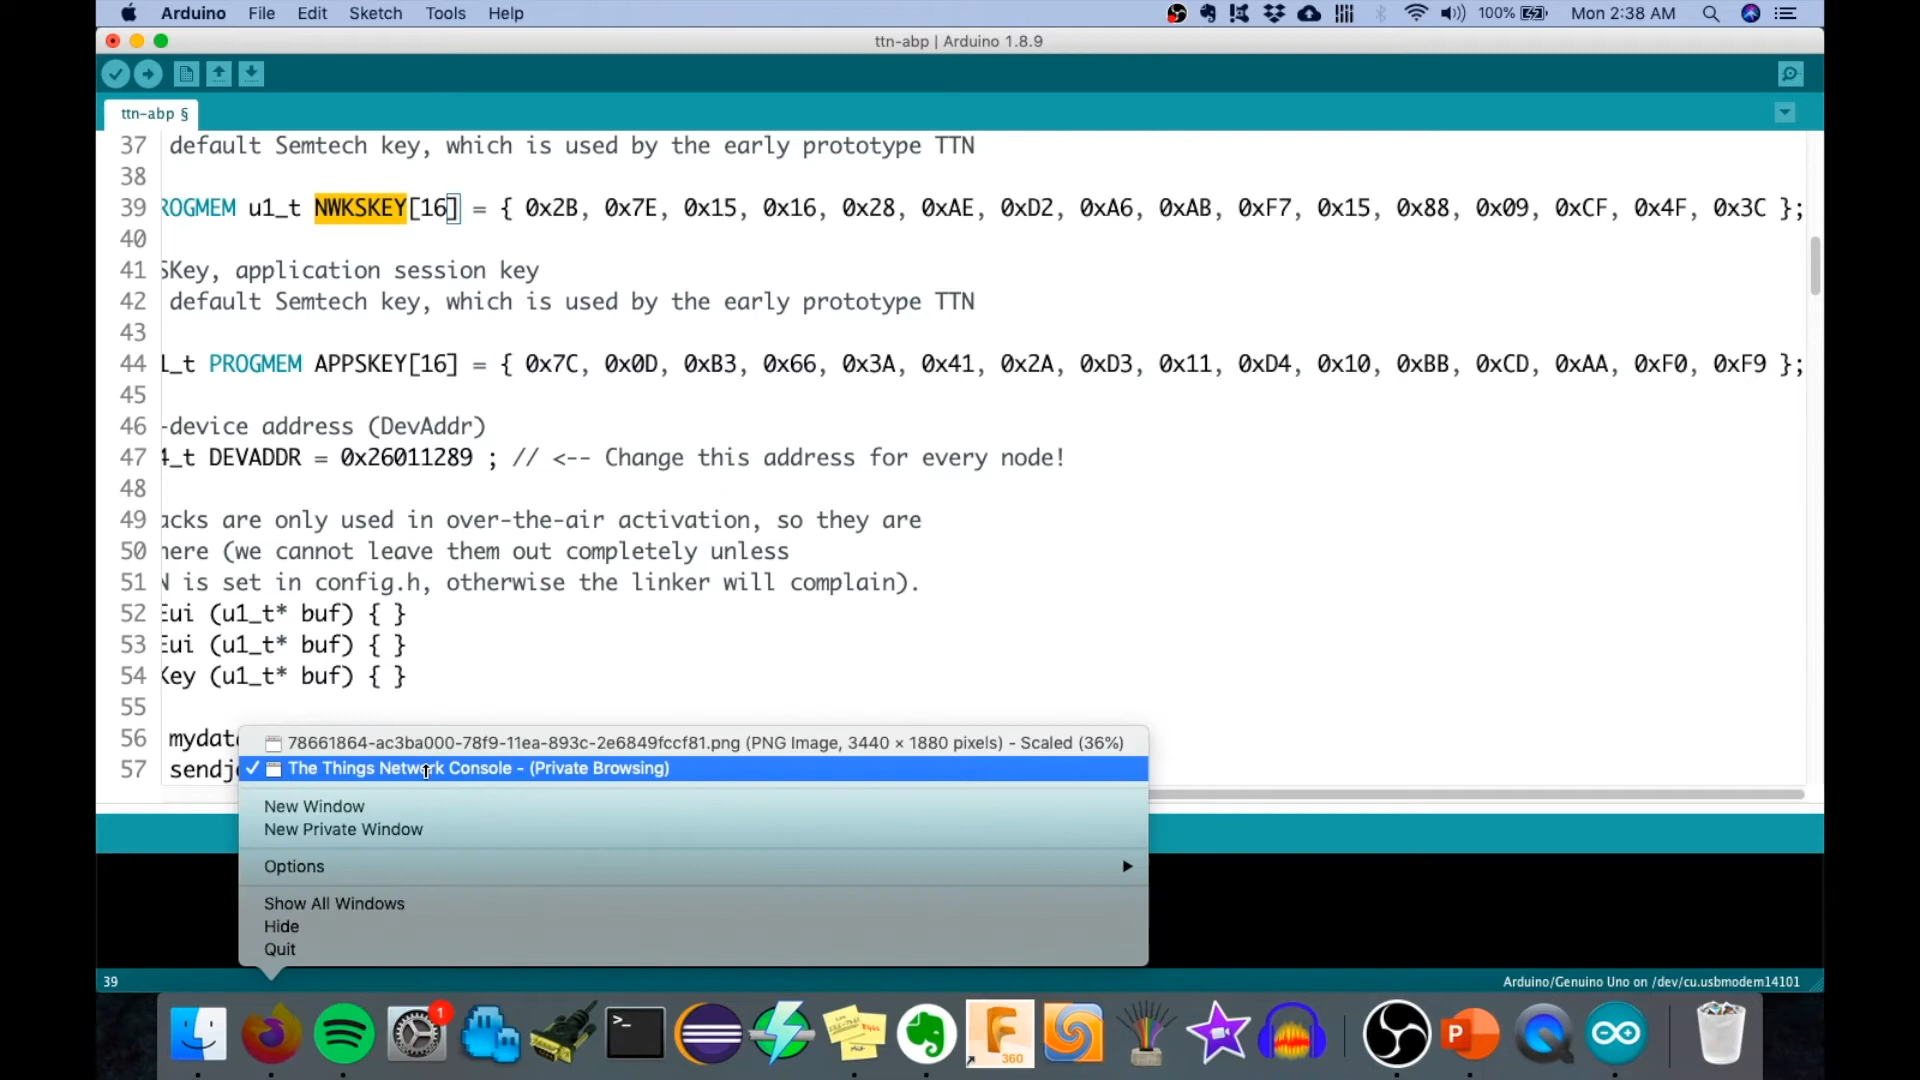 Arduino File Edit Sketch Tools Help 100% Mon 2:38 AM
ttn-abp | Arduino 1.8.9
ttn-abp §
37 default Semtech key, which is used by the early prototype TTN
38
39 ROGMEM u1_t NWKSKEY[16] = { 0x2B, 0x7E, 0x15, 0x16, 0x28, 0xAE, 0xD2, 0xA6, 0xAB, 0xF7, 0x15, 0x88, 0x09, 0xCF, 0x4F, 0x3C };
40
41 SKey, application session key
42 default Semtech key, which is used by the early prototype TTN
43
44 1_t PROGMEM APPSKEY[16] = { 0x7C, 0x0D, 0xB3, 0x66, 0x3A, 0x41, 0x2A, 0xD3, 0x11, 0xD4, 0x10, 0xBB, 0xCD, 0xAA, 0xF0, 0xF9 };
45
46 -device address (DevAddr)
47 4_t DEVADDR = 0x26011289 ; // <-- Change this address for every node!
48
49 acks are only used in over-the-air activation, so they are
50 here (we cannot leave them out completely unless
51 N is set in config.h, otherwise the linker will complain).
52 Eui (u1_t* buf) { }
53 Eui (u1_t* buf) { }
54 Key (u1_t* buf) { }
55
56 mydata
57 sendjo
78661864-ac3ba000-78f9-11ea-893c-2e6849fccf81.png (PNG Image, 3440 × 1880 pixels) - Scaled (36%)
✓ The Things Network Console - (Private Browsing)
New Window
New Private Window
Options
Show All Windows
Hide
Quit
39
Arduino/Genuino Uno on /dev/cu.usbmodem14101
1
>_
F
360
P